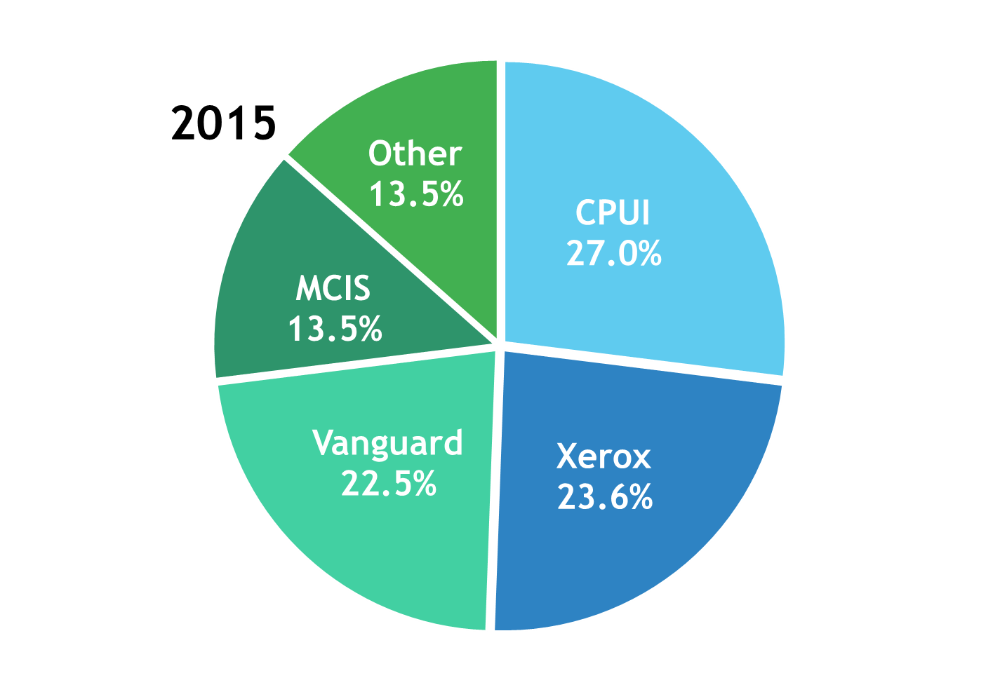 2015
Other
13.5%
CPUI
27.0%
MCIS
13.5%
Vanguard
22.5%
Xerox
23.6%